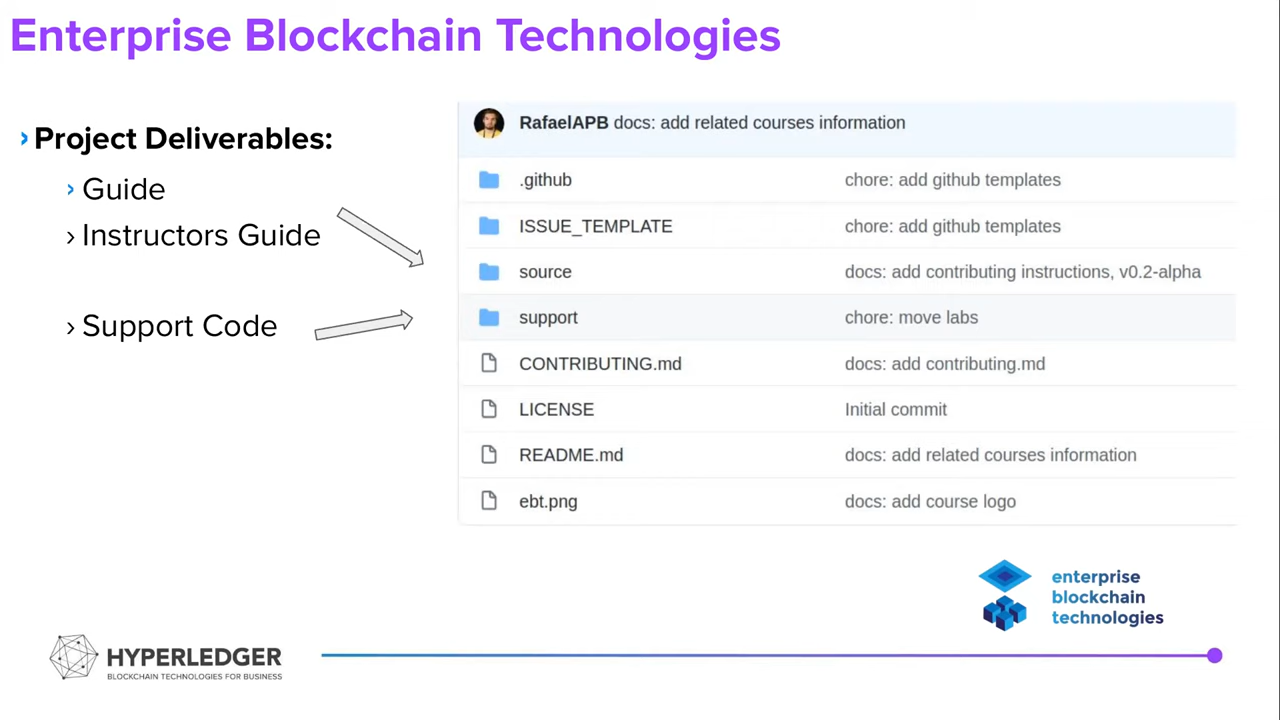 Enterprise Blockchain Technologies
› Project Deliverables:
› Guide
› Instructors Guide
› Support Code
RafaelAPB docs: add related courses information
.github chore: add github templates
ISSUE_TEMPLATE chore: add github templates
source docs: add contributing instructions, v0.2-alpha
support chore: move labs
CONTRIBUTING.md docs: add contributing.md
LICENSE Initial commit
README.md docs: add related courses information
ebt.png docs: add course logo
enterprise
blockchain
technologies
HYPERLEDGER
BLOCKCHAIN TECHNOLOGIES FOR BUSINESS